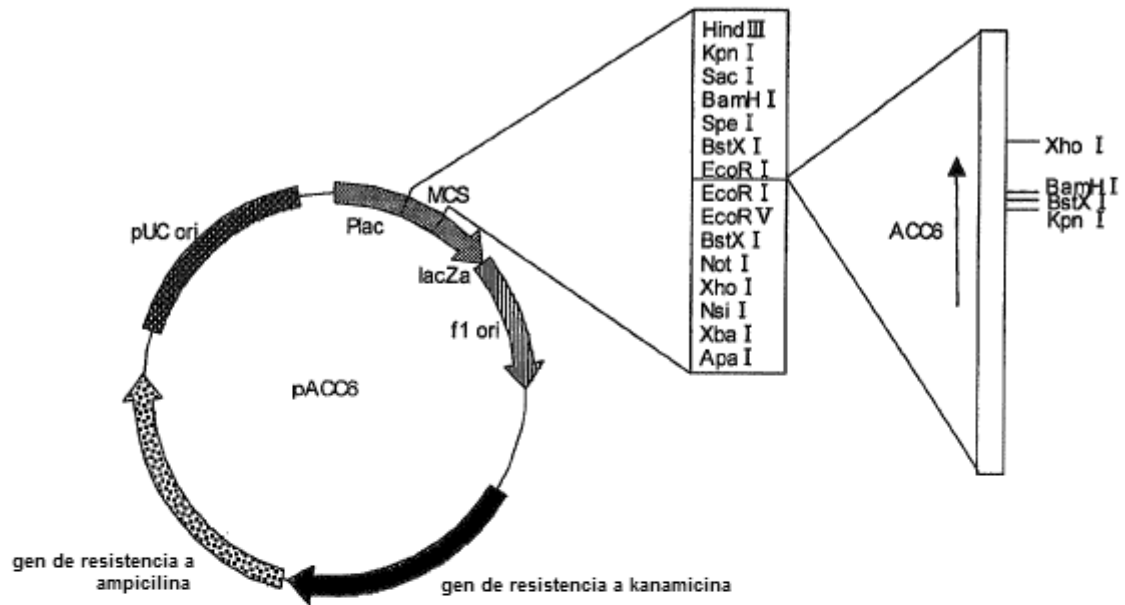 Hind III
Kpn I
Sac I
BamH I
Spe I
BstX I
EcoR I
EcoR I
EcoR V
BstX I
Not I
Xho I
Nsi I
Xba I
Apa I
Xho I
BamH I
BstX I
Kpn I
ACC6
MCS
Plac
pUC ori
lacZa
f1 ori
pACC6
gen de resistencia a
ampicilina
gen de resistencia a kanamicina